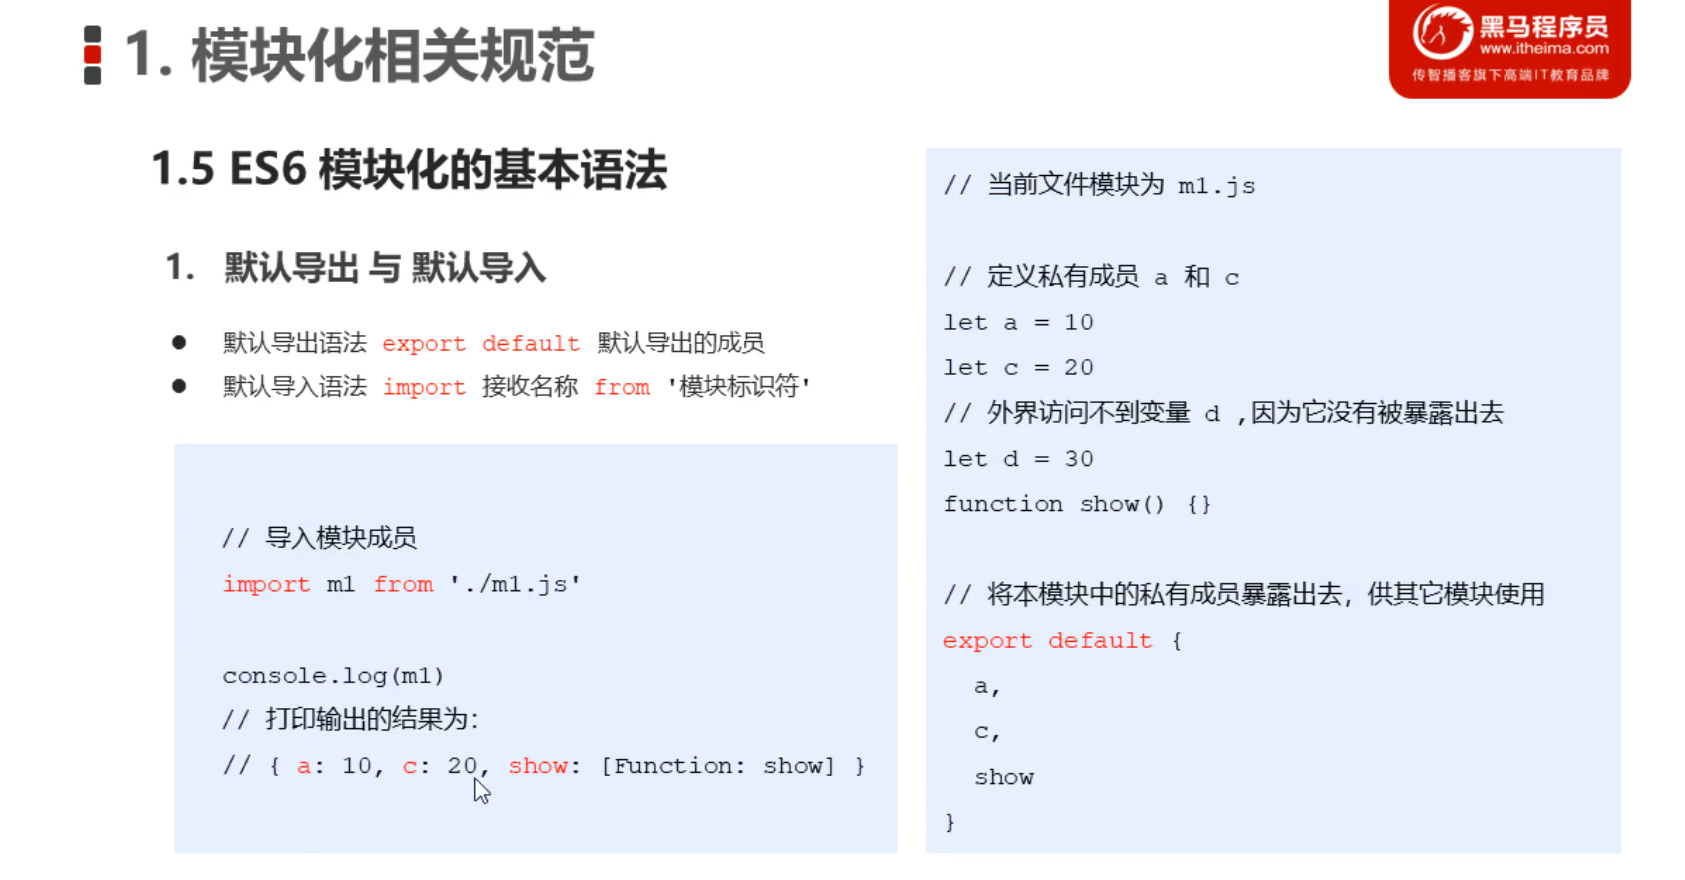 1. 模块化相关规范
黑马程序员
www.itheima.com
传智播客旗下高端IT教育品牌
1.5 ES6 模块化的基本语法
1. 默认导出 与 默认导入
● 默认导出语法 export default 默认导出的成员
● 默认导入语法 import 接收名称 from '模块标识符'
// 导入模块成员
import m1 from './m1.js'
console.log(m1)
// 打印输出的结果为：
// { a: 10, c: 20, show: [Function: show] }
// 当前文件模块为 m1.js
// 定义私有成员 a 和 c
let a = 10
let c = 20
// 外界访问不到变量 d ,因为它没有被暴露出去
let d = 30
function show() {}
// 将本模块中的私有成员暴露出去，供其它模块使用
export default {
a,
c,
show
}